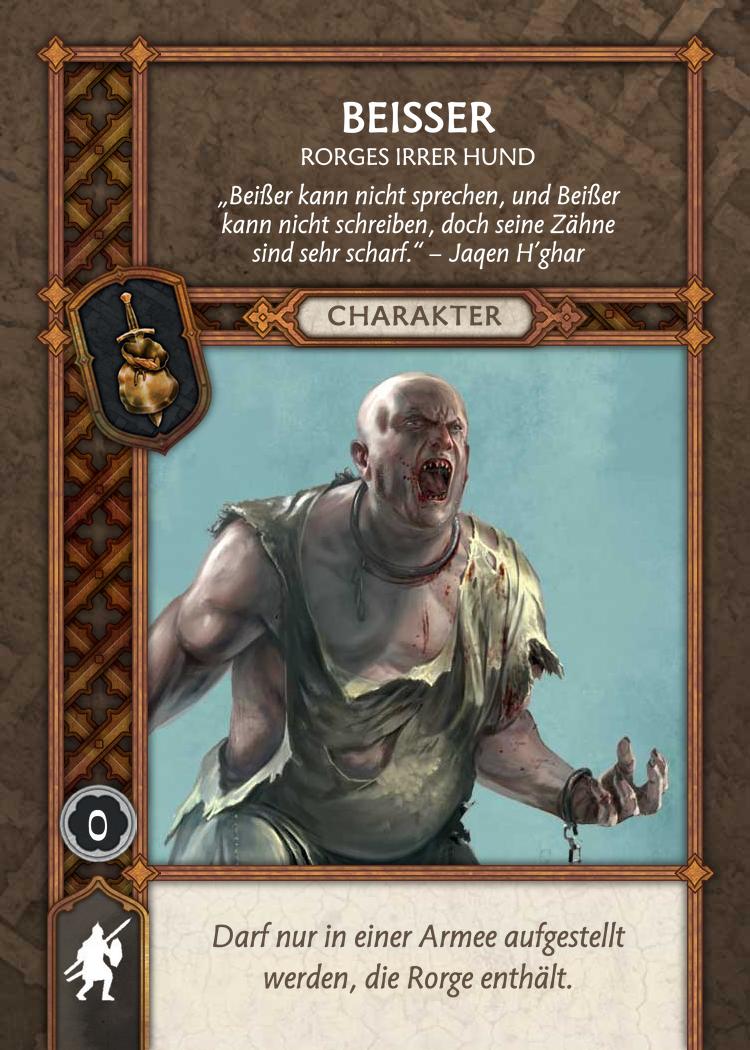 BEISSER
RORGES IRRER HUND
„Beißer kann nicht sprechen, und Beißer
kann nicht schreiben, doch seine Zähne
sind sehr scharf.“ – Jaqen H’ghar
CHARAKTER
0
Darf nur in einer Armee aufgestellt
werden, die Rorge enthält.